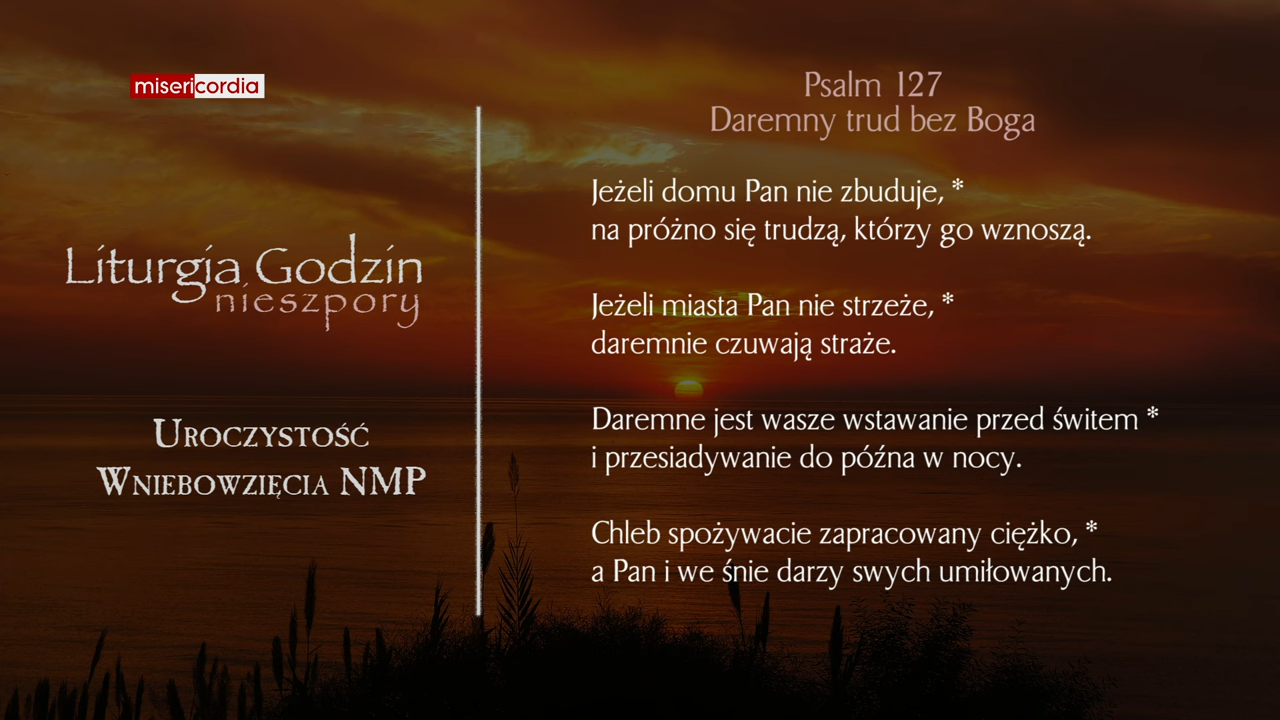 misericordia
Liturgia Godzin
nieszpory
Uroczystość
Wniebowzięcia NMP
Psalm 127
Daremny trud bez Boga
Jeżeli domu Pan nie zbuduje, *
na próżno się trudzą, którzy go wznoszą.
Jeżeli miasta Pan nie strzeże, *
daremnie czuwają straże.
Daremne jest wasze wstawanie przed świtem *
i przesiadywanie do późna w nocy.
Chleb spożywacie zapracowany ciężko, *
a Pan i we śnie darzy swych umiłowanych.